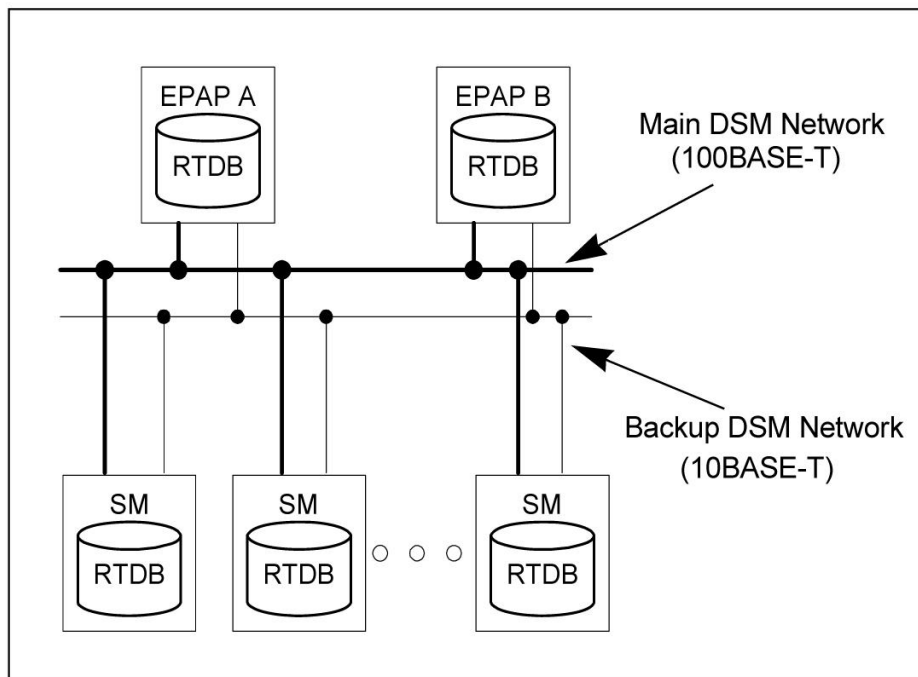 EPAP A
RTDB
EPAP B
RTDB
Main DSM Network
(100BASE-T)
Backup DSM Network
(10BASE-T)
SM
RTDB
SM
RTDB
SM
RTDB